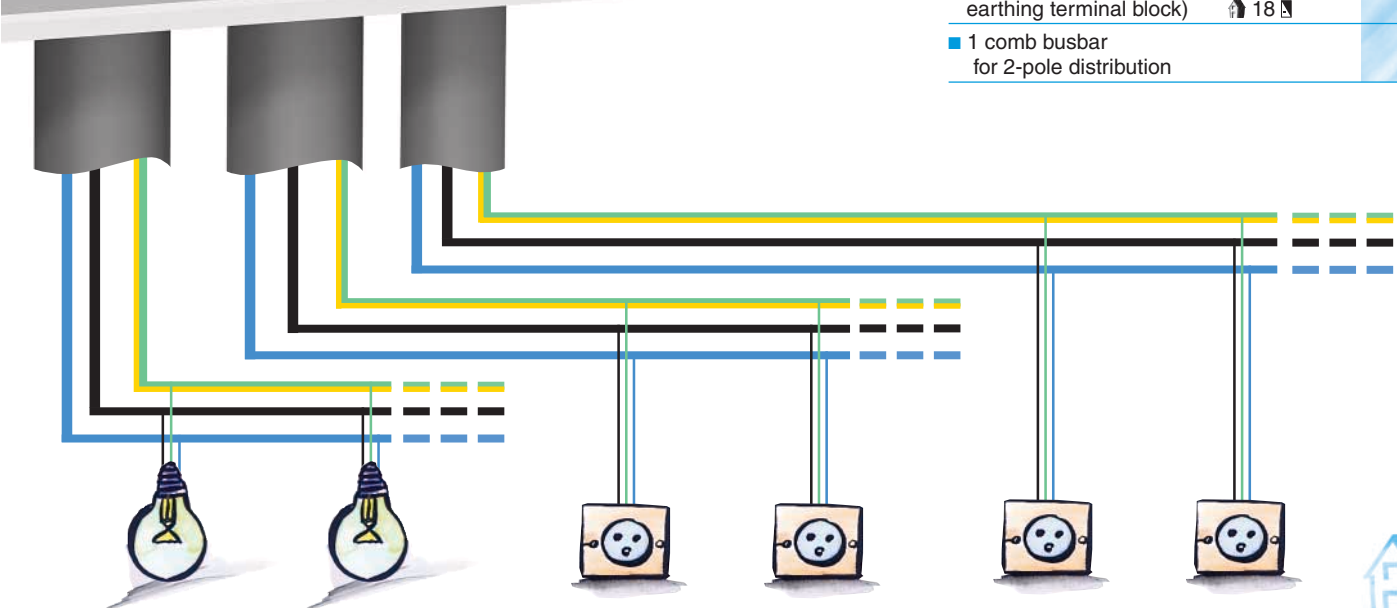 earthing terminal block) 18
■ 1 comb busbar
for 2-pole distribution